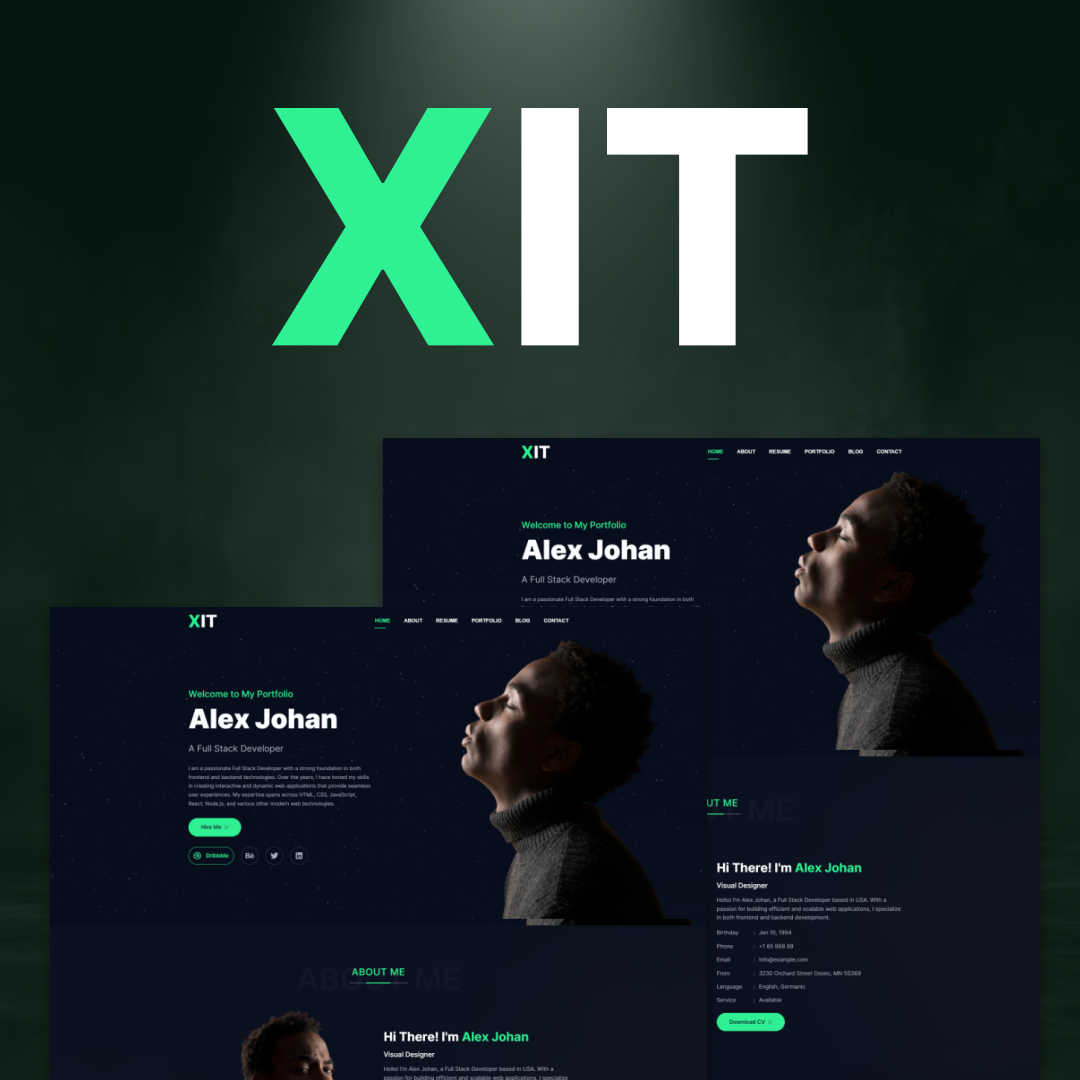 XIT
XIT
HOME ABOUT RESUME PORTFOLIO BLOG CONTACT
Welcome to My Portfolio
Alex Johan
A Full Stack Developer
I am a passionate Full Stack Developer with a strong foundation in both
XIT
HOME ABOUT RESUME PORTFOLIO BLOG CONTACT
Welcome to My Portfolio
Alex Johan
A Full Stack Developer
I am a passionate Full Stack Developer with a strong foundation in both
frontend and backend technologies. Over the years, I have honed my skills
in creating interactive and dynamic web applications that provide seamless
user experiences. My expertise spans across HTML, CSS, JavaScript,
React, Node.js, and various other modern web technologies.
Hire Me
Dribbble Bē
ABOUT ME
ABOUT ME
Hi There! I'm Alex Johan
Visual Designer
Hello! I'm Alex Johan, a Full Stack Developer based in USA. With a
passion for building efficient and scalable web applications, I specialize
UT ME
ME
Hi There! I'm Alex Johan
Visual Designer
Hello! I'm Alex Johan, a Full Stack Developer based in USA. With a
passion for building efficient and scalable web applications, I specialize
in both frontend and backend development.
Birthday : Jan 10, 1994
Phone : +1 85 968 99
Email : info@example.com
From : 3230 Orchard Street Osseo, MN 55369
Language : English, Germanic
Service : Available
Download CV